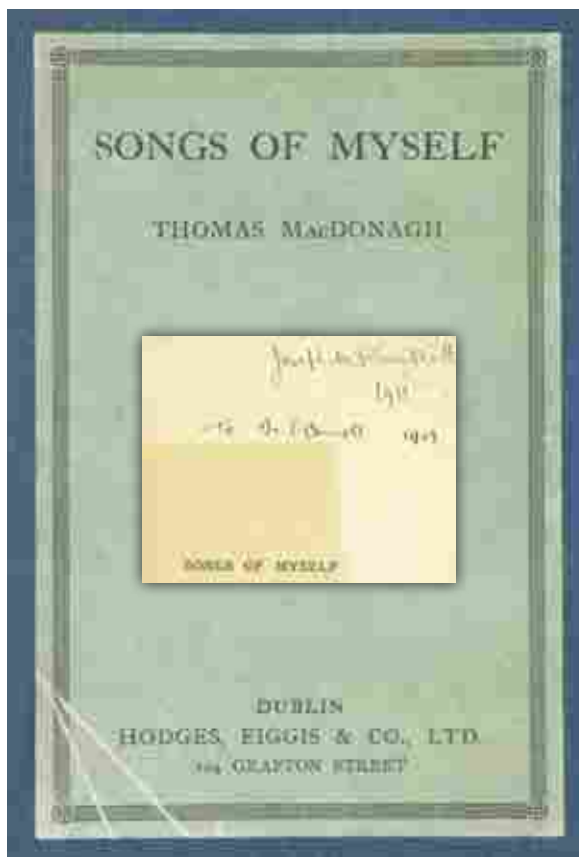 SONGS OF MYSELF
THOMAS MACDONAGH
1911
SONGS OF MYSELF
DUBLIN
HODGES, FIGGIS & CO., LTD.
104 GRAFTON STREET